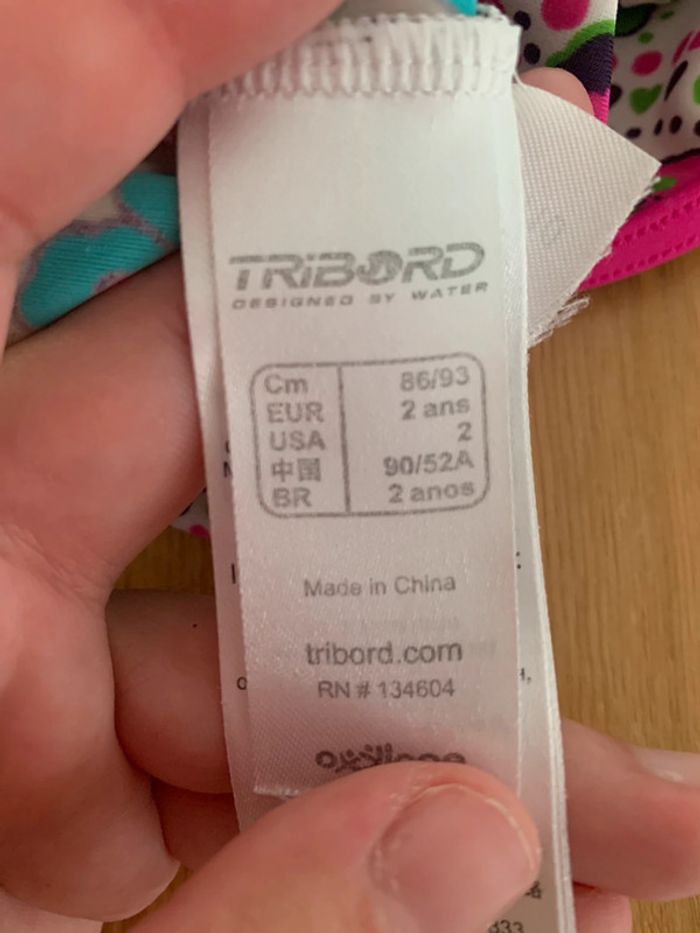 TRIBORD
DESIGNED BY WATER
Cm 86/93
EUR 2 ans
USA 2
中国 90/52A
BR 2 anos
Made in China
tribord.com
RN # 134604